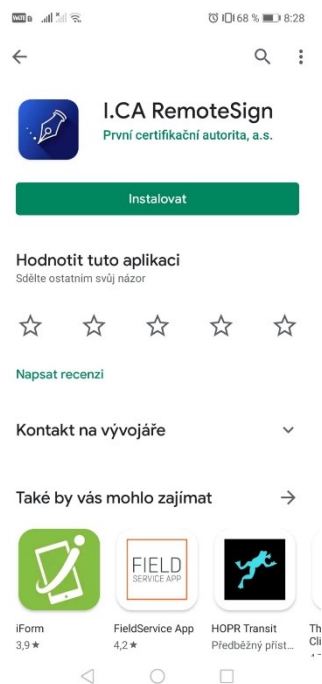 68 % 8:28
I.CA RemoteSign
První certifikační autorita, a.s.
Instalovat
Hodnotit tuto aplikaci
Sdělte ostatním svůj názor
Napsat recenzi
Kontakt na vývojáře
Také by vás mohlo zajímat
FIELD
SERVICE APP
iForm
FieldService App
HOPR Transit
Th
3,9★
4,2★
Předběžný příst...
Cli